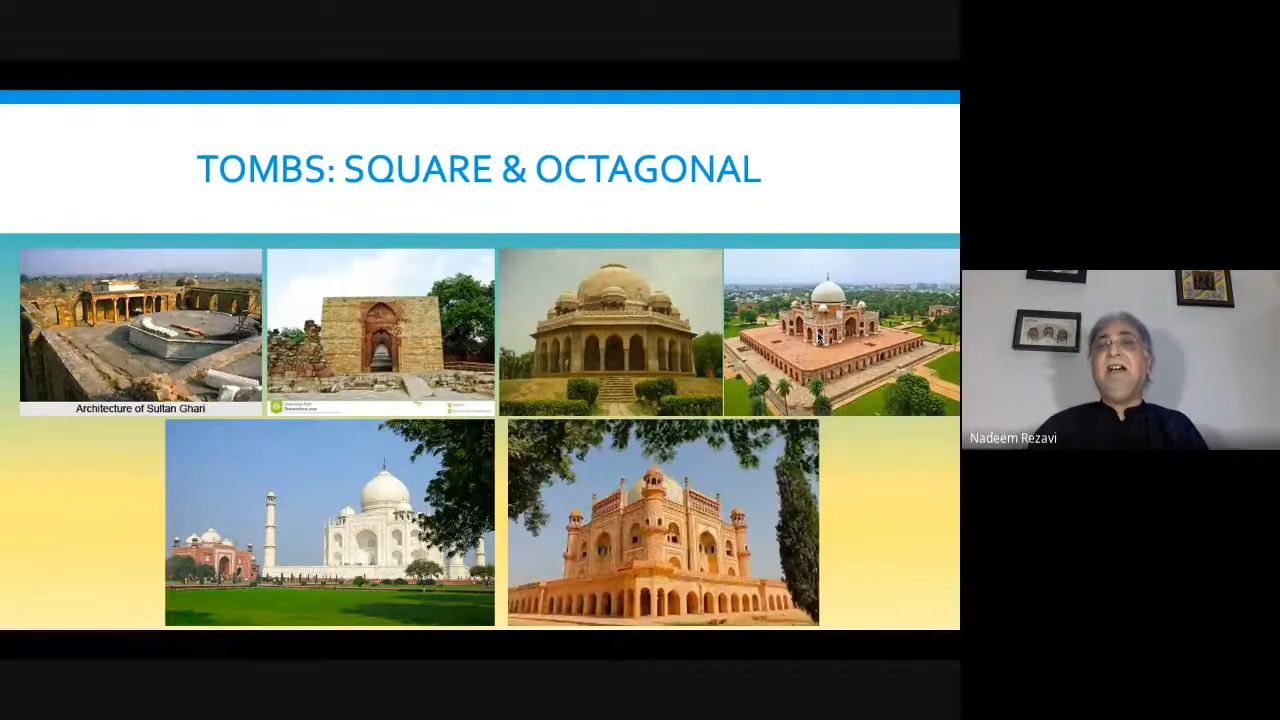 TOMBS: SQUARE & OCTAGONAL
Architecture of Sultan Ghari
Nadeem Rezavi